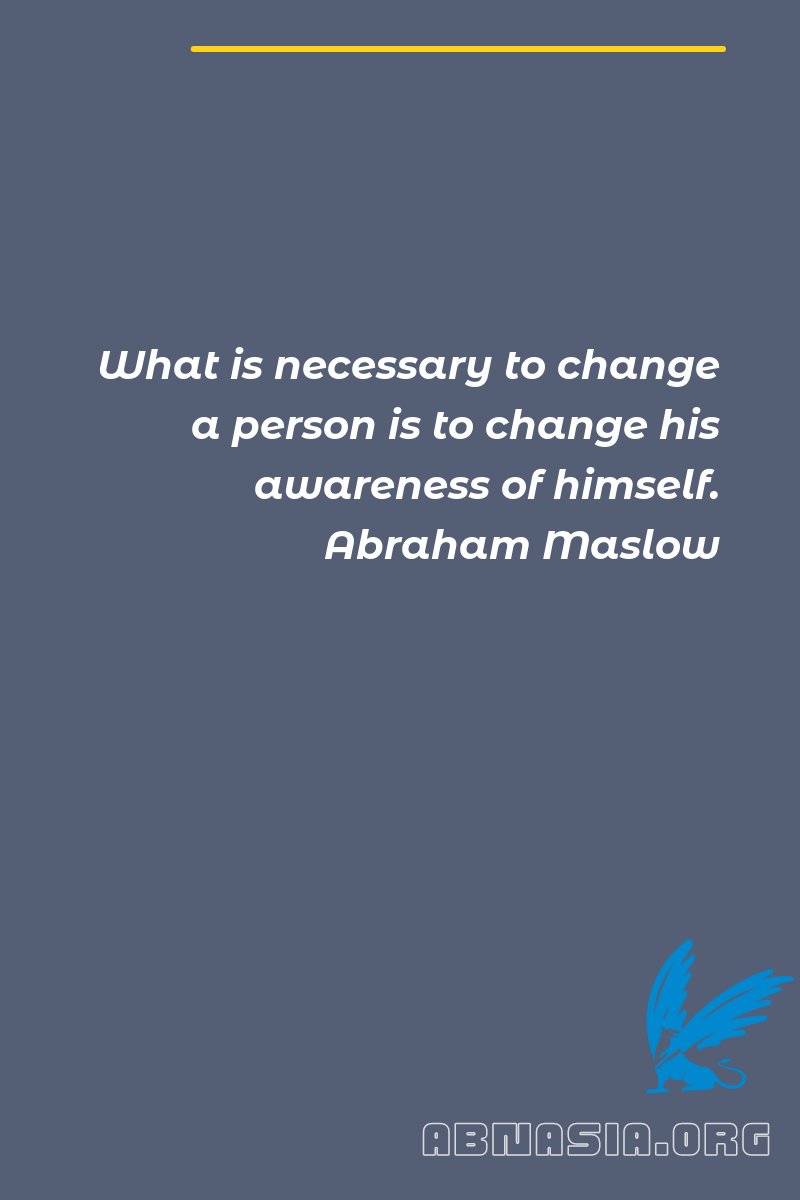 What is necessary to change
a person is to change his
awareness of himself.
Abraham Maslow
ABNASIA.ORG